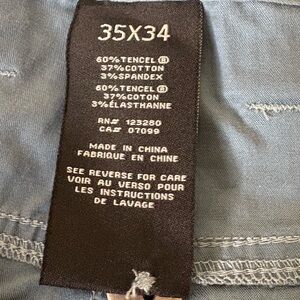 35X34
60%TENCEL®
37%COTTON
3%SPANDEX
60%TENCEL®
37%COTON
3%ÉLASTHANNE
RN# 123280
CA# 07099
MADE IN CHINA
FABRIQUE EN CHINE
SEE REVERSE FOR CARE
VOIR AU VERSO POUR
LES INSTRUCTIONS
DE LAVAGE